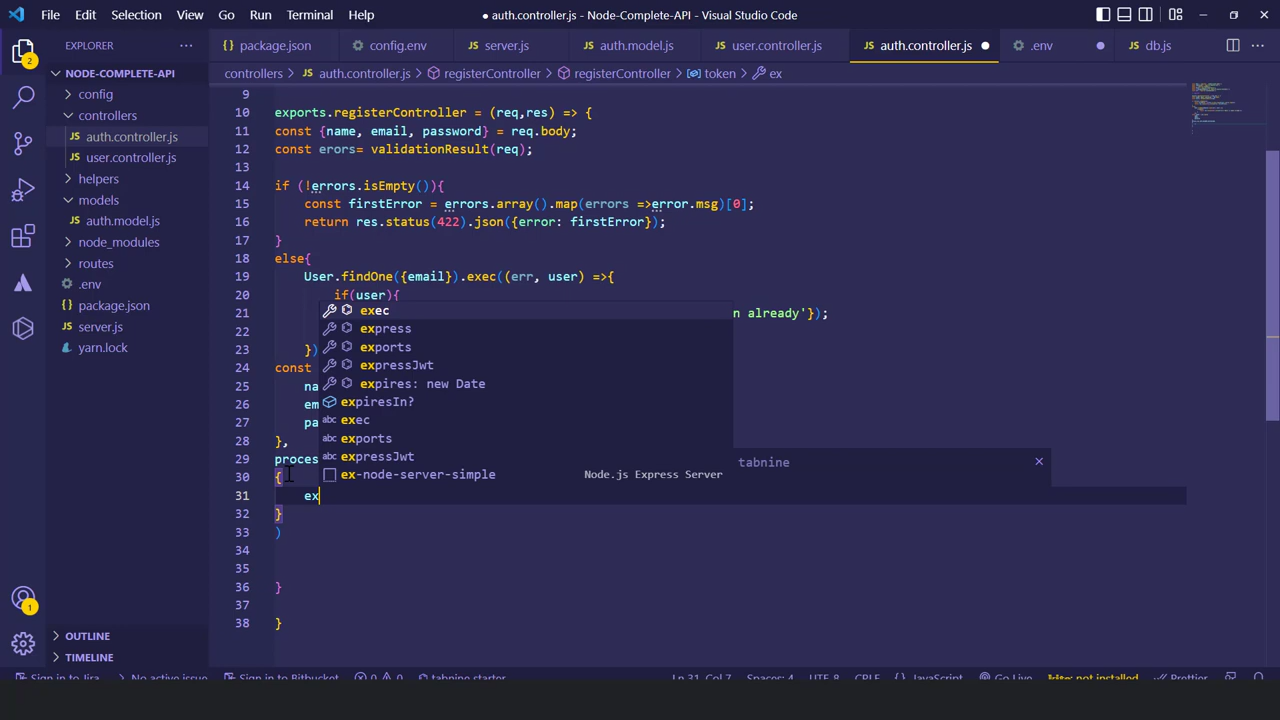 File Edit Selection View Go Run Terminal Help
● auth.controller.js - Node-Complete-API - Visual Studio Code
EXPLORER
package.json
config.env
server.js
auth.model.js
user.controller.js
auth.controller.js
.env
db.js
controllers > auth.controller.js > registerController > registerController > token > ex
2
NODE-COMPLETE-API
config
controllers
auth.controller.js
user.controller.js
helpers
models
auth.model.js
node_modules
routes
.env
package.json
server.js
yarn.lock
9
10 exports.registerController = (req,res) => {
11 const {name, email, password} = req.body;
12 const erors= validationResult(req);
13
14 if (!errors.isEmpty()){
15 const firstError = errors.array().map(errors =>error.msg)[0];
16 return res.status(422).json({error: firstError});
17 }
18 else{
19 User.findOne({email}).exec((err, user) =>{
20 if(user){
21 n already'});
22
23 })
24 const
25 na
26 em
27 pa
28 },
29 proces
30 {
31 ex
32 }
33 )
34
35
36 }
37
38 }
exec
express
exports
expressJwt
expires: new Date
expiresIn?
exec
exports
expressJwt
ex-node-server-simple Node.js Express Server
tabnine
1
OUTLINE
TIMELINE
Sign in to Jira No active issue Sign in to Bitbucket 0 0 tabnine starter Ln 31, Col 7 Spaces: 4 UTF-8 CRLF {} JavaScript Go Live kite: not installed Prettier